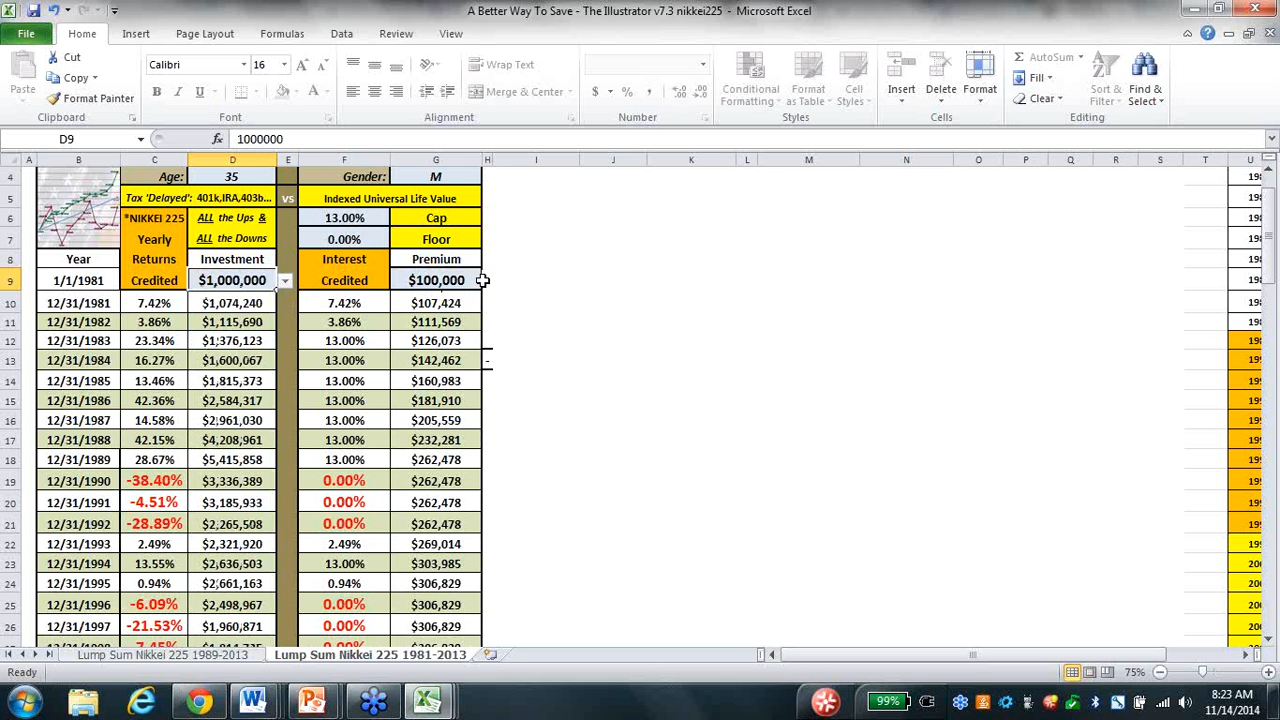 A Better Way To Save - The Illustrator v7.3 nikkei225 - Microsoft Excel
File Home Insert Page Layout Formulas Data Review View
Cut
Copy
Format Painter
Paste
Clipboard
Calibri 16
B I U
Font
Wrap Text
Merge & Center
Alignment
$ % ,
Number
Conditional Formatting
Format as Table
Cell Styles
Styles
Insert Delete Format
Cells
AutoSum
Fill
Clear
Sort & Filter
Find & Select
Editing
D9 fx 1000000
A B C D E F G H I J K L M N O P Q R S T U
4 Age: 35 Gender: M
5 Tax 'Delayed': 401k,IRA,403b... vs Indexed Universal Life Value
6 *NIKKEI 225 ALL the Ups & 13.00% Cap
7 Yearly ALL the Downs 0.00% Floor
8 Year Returns Investment Interest Premium
9 1/1/1981 Credited $1,000,000 Credited $100,000
10 12/31/1981 7.42% $1,074,240 7.42% $107,424
11 12/31/1982 3.86% $1,115,690 3.86% $111,569
12 12/31/1983 23.34% $1,376,123 13.00% $126,073
13 12/31/1984 16.27% $1,600,067 13.00% $142,462 -
14 12/31/1985 13.46% $1,815,373 13.00% $160,983
15 12/31/1986 42.36% $2,584,317 13.00% $181,910
16 12/31/1987 14.58% $2,961,030 13.00% $205,559
17 12/31/1988 42.15% $4,208,961 13.00% $232,281
18 12/31/1989 28.67% $5,415,858 13.00% $262,478
19 12/31/1990 -38.40% $3,336,389 0.00% $262,478
20 12/31/1991 -4.51% $3,185,933 0.00% $262,478
21 12/31/1992 -28.89% $2,265,508 0.00% $262,478
22 12/31/1993 2.49% $2,321,920 2.49% $269,014
23 12/31/1994 13.55% $2,636,503 13.00% $303,985
24 12/31/1995 0.94% $2,661,163 0.94% $306,829
25 12/31/1996 -6.09% $2,498,967 0.00% $306,829
26 12/31/1997 -21.53% $1,960,871 0.00% $306,829
Lump Sum Nikkei 225 1989-2013 Lump Sum Nikkei 225 1981-2013
Ready 75%
99% 8:23 AM
11/14/2014